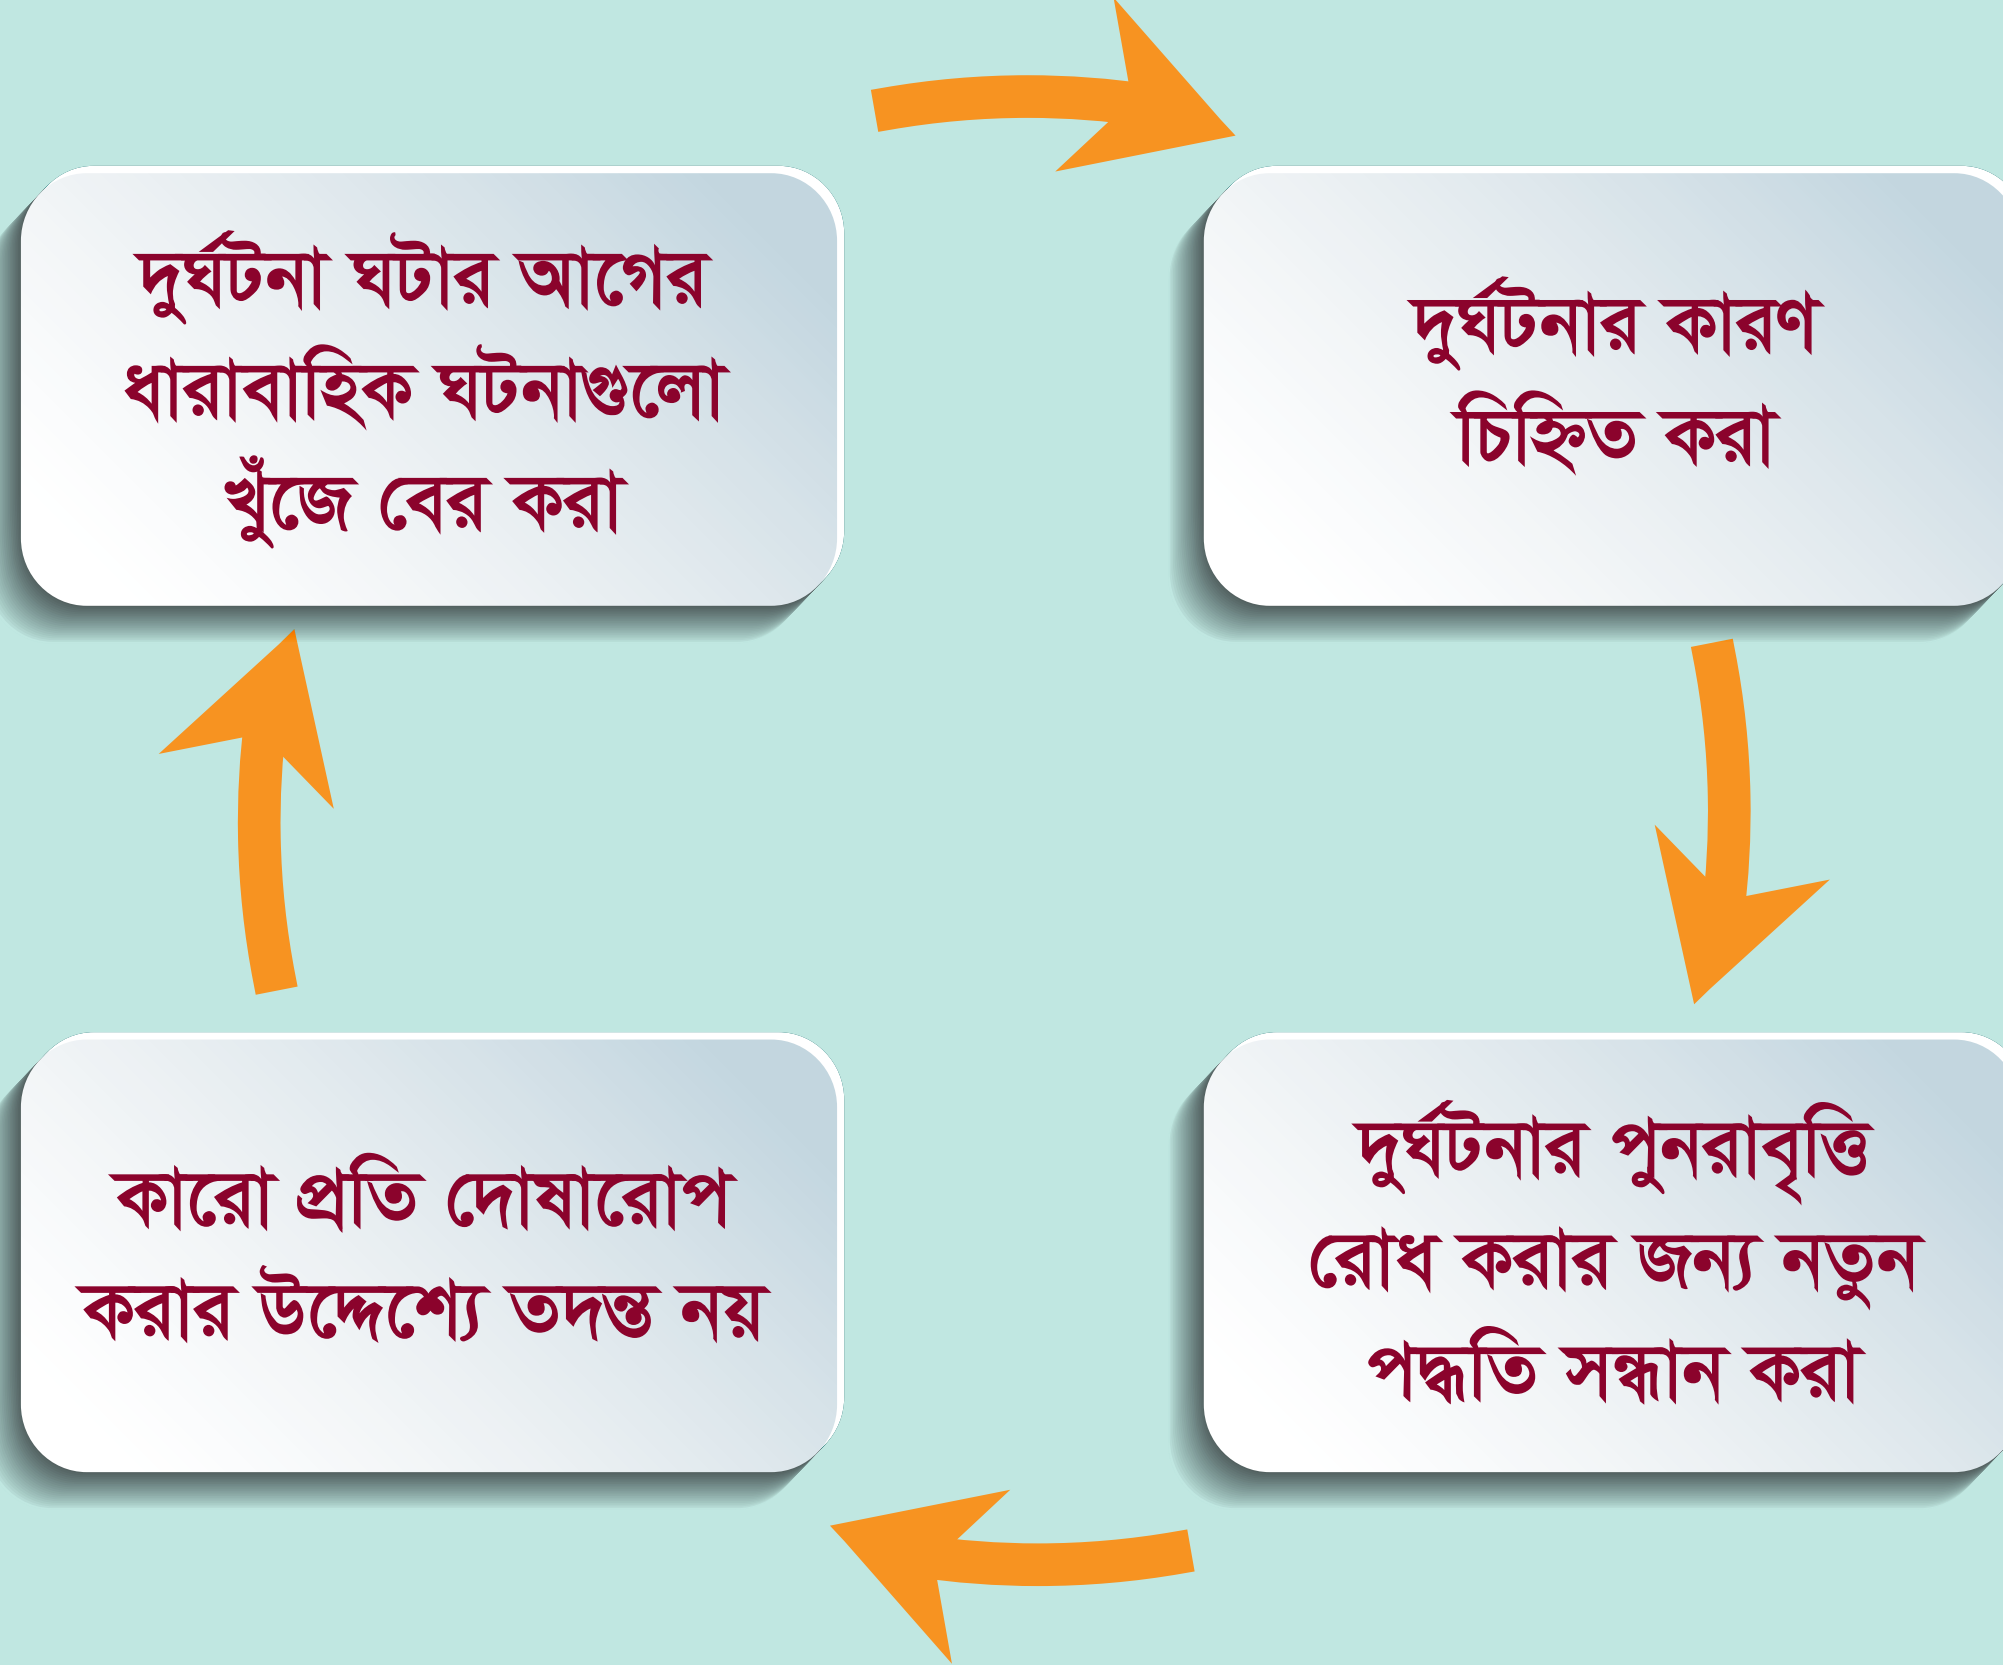 দুর্ঘটনা ঘটার আগের
ধারাবাহিক ঘটনাগুলো
খুঁজে বের করা
দুর্ঘটনার কারণ
চিহ্নিত করা
দুর্ঘটনার পুনরাবৃত্তি
রোধ করার জন্য নতুন
পদ্ধতি সন্ধান করা
কারো প্রতি দোষারোপ
করার উদ্দেশ্যে তদন্ত নয়